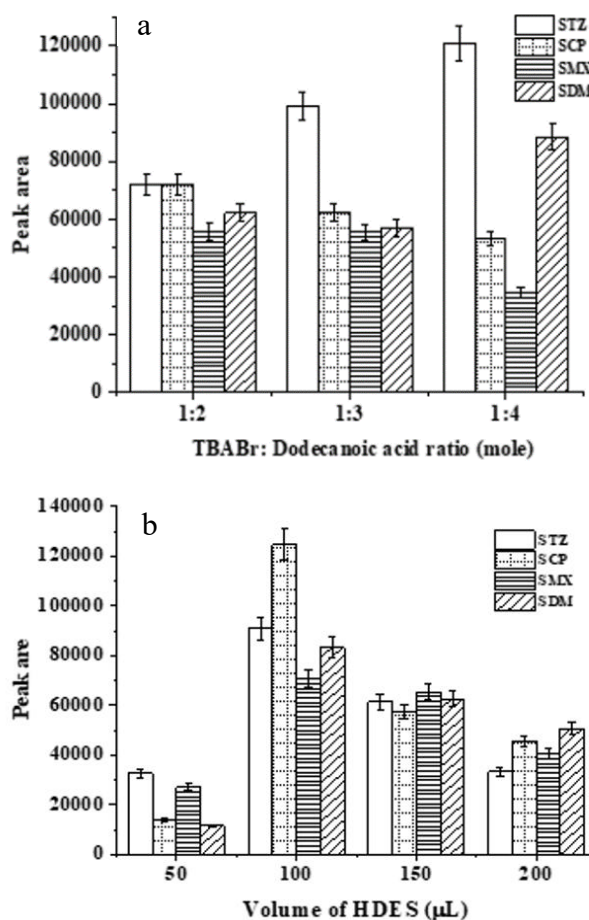 a
STZ
SCP
SMX
SDM
120000
100000
80000
60000
40000
20000
0
Peak area
1:2 1:3 1:4
TBABr: Dodecanoic acid ratio (mole)
b
STZ
SCP
SMX
SDM
140000
120000
100000
80000
60000
40000
20000
0
Peak are
50 100 150 200
Volume of HDES (µL)